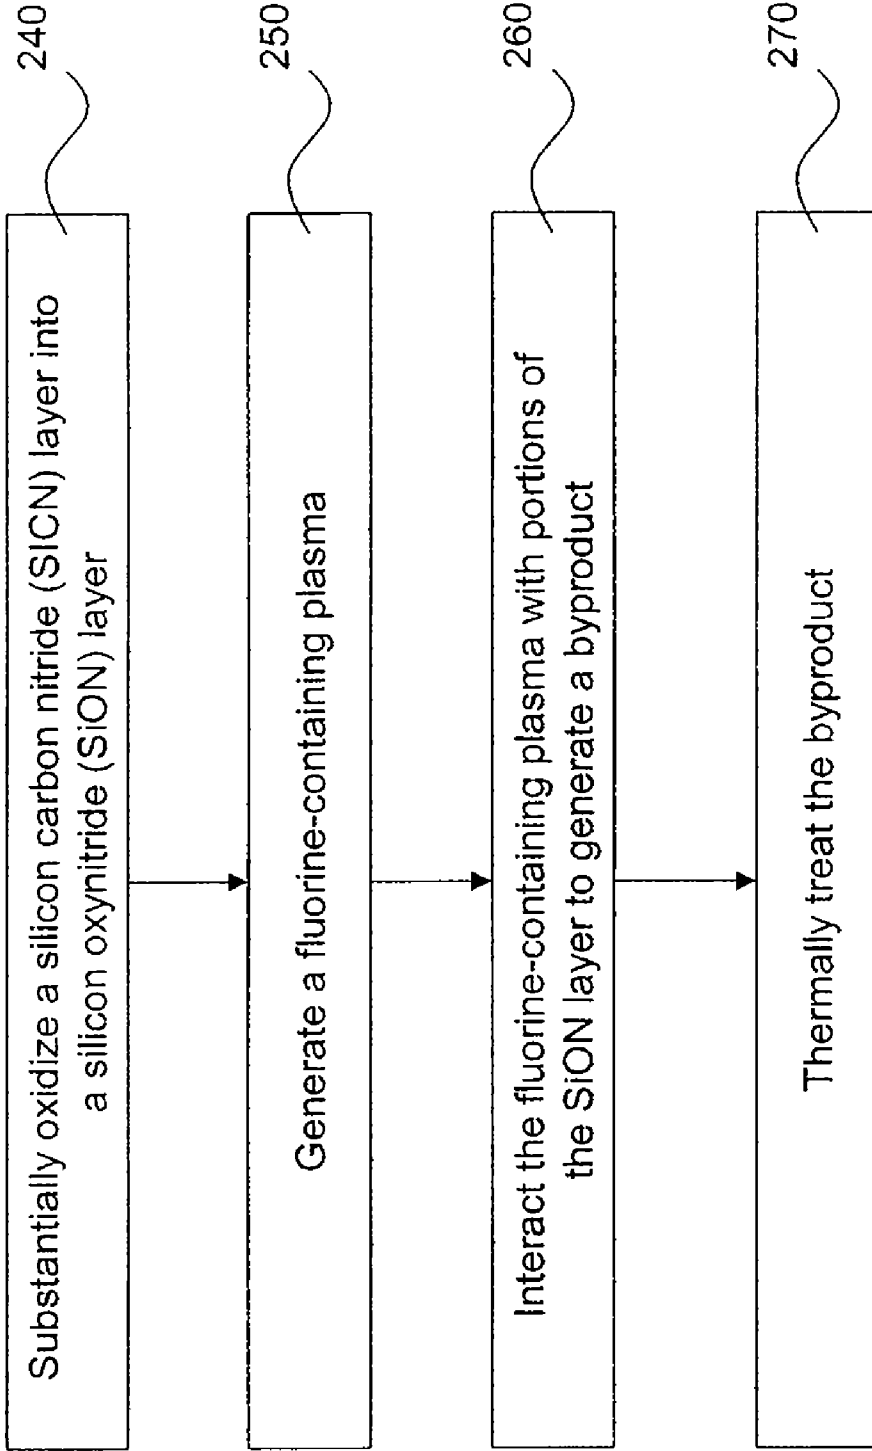 240
Substantially oxidize a silicon carbon nitride (SICN) layer into
a silicon oxynitride (SiON) layer
250
Generate a fluorine-containing plasma
260
Interact the fluorine-containing plasma with portions of
the SiON layer to generate a byproduct
270
Thermally treat the byproduct